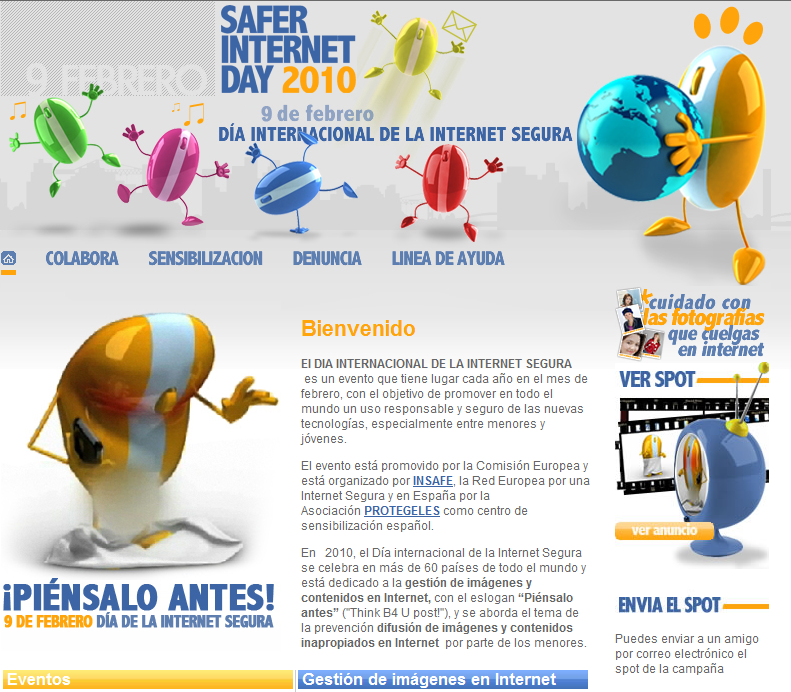 9 FEBRERO
SAFER
INTERNET
DAY 2010
9 de febrero
DÍA INTERNACIONAL DE LA INTERNET SEGURA
COLABORA SENSIBILIZACION DENUNCIA LINEA DE AYUDA
¡PIÉNSALO ANTES!
9 DE FEBRERO DÍA DE LA INTERNET SEGURA
Bienvenido
El DIA INTERNACIONAL DE LA INTERNET SEGURA
es un evento que tiene lugar cada año en el mes de
febrero, con el objetivo de promover en todo el
mundo un uso responsable y seguro de las nuevas
tecnologías, especialmente entre menores y
jóvenes.
El evento está promovido por la Comisión Europea y
está organizado por INSAFE, la Red Europea por una
Internet Segura y en España por la
Asociación PROTEGELES como centro de
sensibilización español.
En 2010, el Día internacional de la Internet Segura
se celebra en más de 60 países de todo el mundo y
está dedicado a la gestión de imágenes y
contenidos en Internet, con el eslogan “Piénsalo
antes” ("Think B4 U post!"), y se aborda el tema de
la prevención difusión de imágenes y contenidos
inapropiados en Internet por parte de los menores.
*cuidado con
las fotografías
que cuelgas
en internet
VER SPOT
ver anuncio
ENVIA EL SPOT
Puedes enviar a un amigo
por correo electrónico el
spot de la campaña
Eventos
Gestión de imágenes en Internet